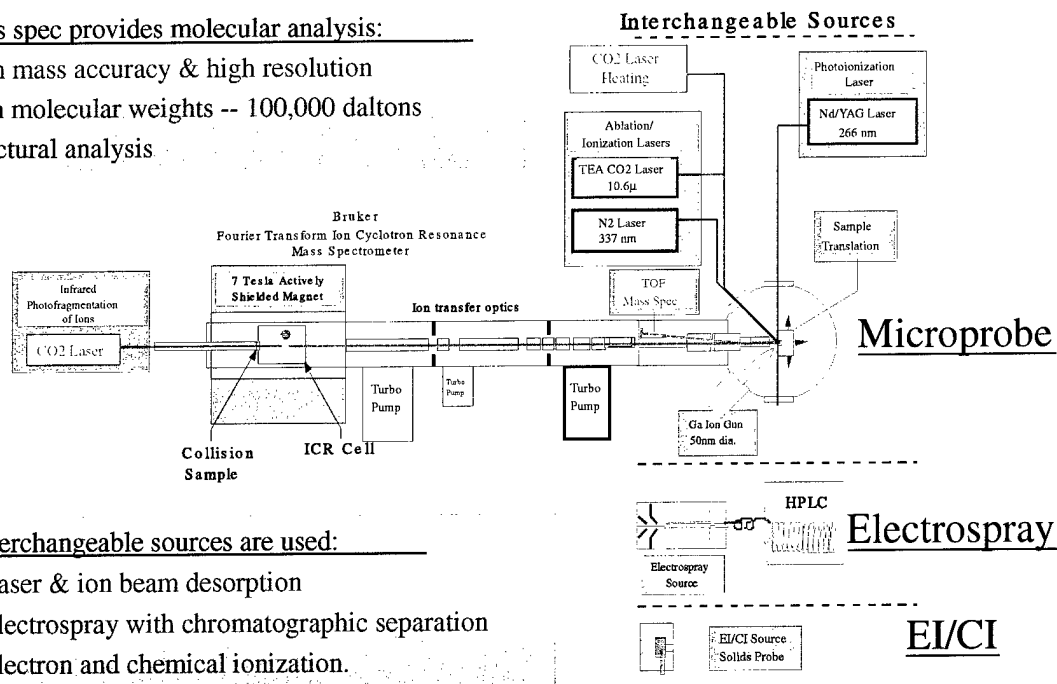 s spec provides molecular analysis:
n mass accuracy & high resolution
molecular weights -- 100,000 daltons
ctural analysis
Interchangeable Sources
CO2 Laser
Heating
Photoionization
Laser
Nd/YAG Laser
266 nm
Ablation/
Ionization Lasers
TEA CO2 Laser
10.6µ
N2 Laser
337 nm
Sample
Translation
Bruker
Fourier Transform Ion Cyclotron Resonance
Mass Spectrometer
7 Tesla Actively
Shielded Magnet
Infrared
Photofragmentation
of Ions
CO2 Laser
Ion transfer optics
TOF
Mass Spec
Microprobe
Turbo
Pump
Turbo
Pump
Turbo
Pump
Ga Ion Gun
50nm dia.
Collision
Sample
ICR Cell
HPLC
Electrospray
Electrospray
Source
erchangeable sources are used:
aser & ion beam desorption
lectrospray with chromatographic separation
lectron and chemical ionization.
EI/CI Source
Solids Probe
EI/CI